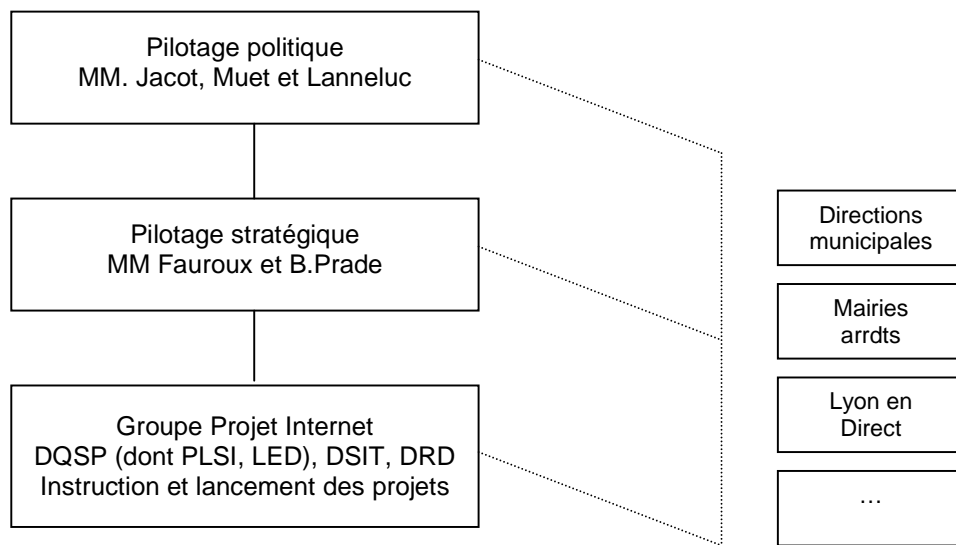 Pilotage politique
MM. Jacot, Muet et Lanneluc
Pilotage stratégique
MM Fauroux et B.Prade
Groupe Projet Internet
DQSP (dont PLSI, LED), DSIT, DRD
Instruction et lancement des projets
Directions
municipales
Mairies
arrdts
Lyon en
Direct
…